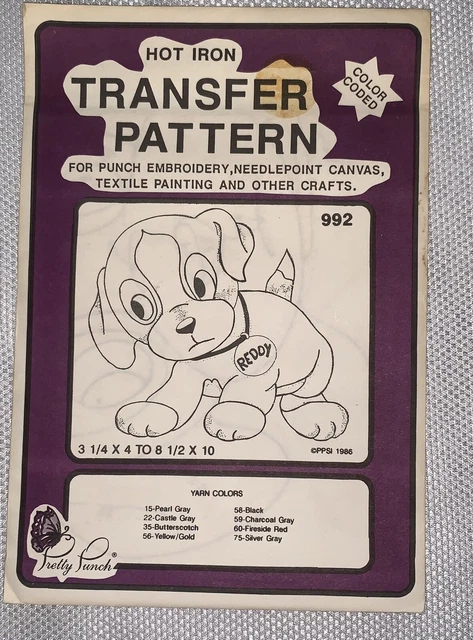 HOT IRON
TRANSFER
PATTERN
COLOR
CODED
FOR PUNCH EMBROIDERY,NEEDLEPOINT CANVAS,
TEXTILE PAINTING AND OTHER CRAFTS.
992
REDDY
3 1/4 X 4 TO 8 1/2 X 10
©PPSI 1986
YARN COLORS
15-Pearl Gray
22-Castle Gray
35-Butterscotch
56-Yellow/Gold
58-Black
59-Charcoal Gray
60-Fireside Red
75-Silver Gray
Pretty Punch®